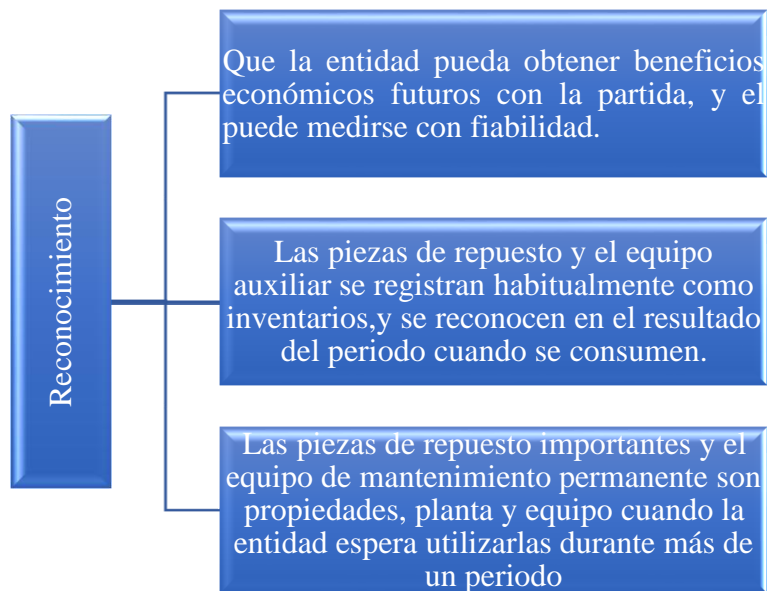 Reconocimiento
Que la entidad pueda obtener beneficios
económicos futuros con la partida, y el
puede medirse con fiabilidad.
Las piezas de repuesto y el equipo
auxiliar se registran habitualmente como
inventarios,y se reconocen en el resultado
del periodo cuando se consumen.
Las piezas de repuesto importantes y el
equipo de mantenimiento permanente son
propiedades, planta y equipo cuando la
entidad espera utilizarlas durante más de
un periodo